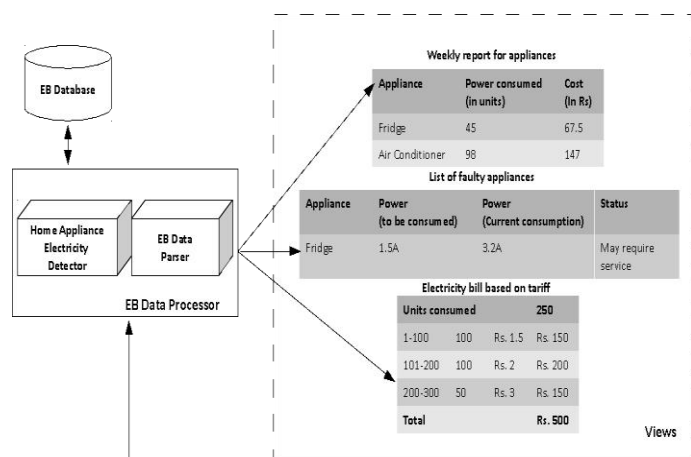 EB Database
Home Appliance
Electricity
Detector
EB Data
Parser
EB Data Processor
Weekly report for appliances
Appliance Power consumed (in units) Cost (In Rs)
Fridge 45 67.5
Air Conditioner 98 147
List of faulty appliances
Appliance Power (to be consumed) Power (Current consumption) Status
Fridge 1.5A 3.2A May require service
Electricity bill based on tariff
Units consumed 250
1-100 100 Rs. 1.5 Rs. 150
101-200 100 Rs. 2 Rs. 200
200-300 50 Rs. 3 Rs. 150
Total Rs. 500
Views